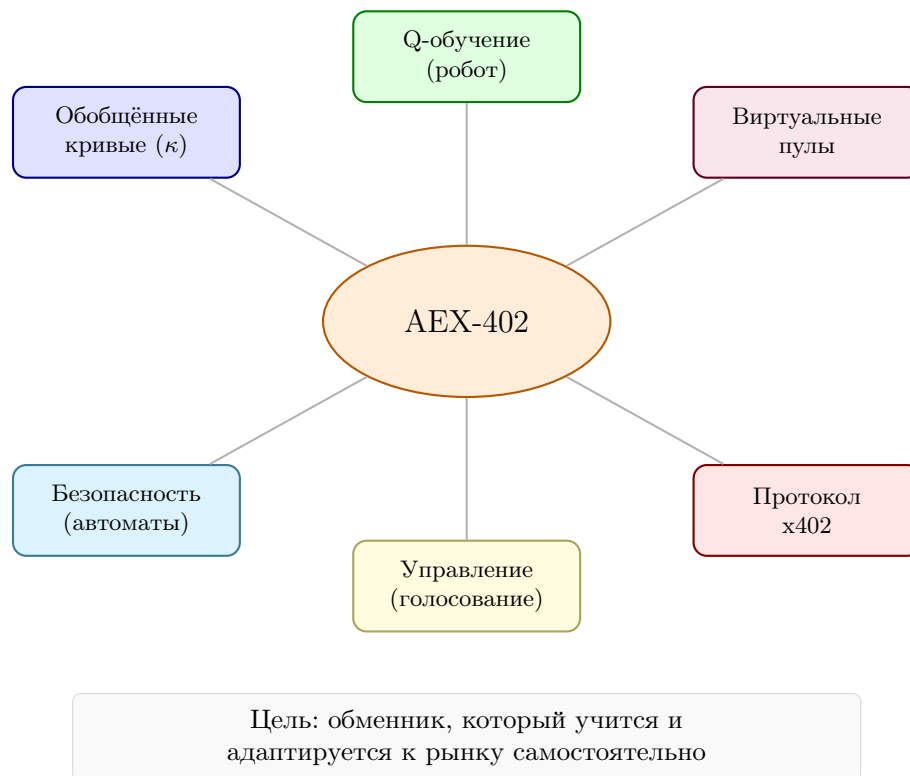 Q-обучение
(робот)
Обобщённые
кривые (κ)
Виртуальные
пулы
AEX-402
Безопасность
(автоматы)
Протокол
x402
Управление
(голосование)
Цель: обменник, который учится и
адаптируется к рынку самостоятельно